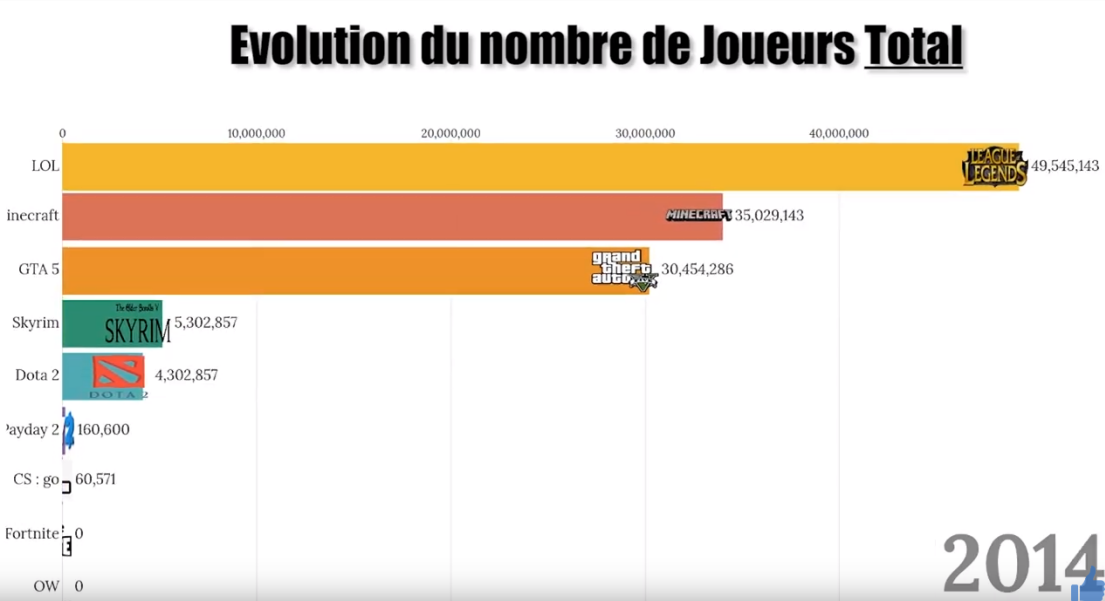 Evolution du nombre de Joueurs Total
0 10,000,000 20,000,000 30,000,000 40,000,000
LOL LEAGUE OF LEGENDS 49,545,143
inecraft MINECRAFT 35,029,143
GTA 5 grand theft auto V 30,454,286
Skyrim The Elder Scrolls V SKYRIM 5,302,857
Dota 2 DOTA 2 4,302,857
Payday 2 2 160,600
CS : go 60,571
Fortnite 0
OW 0
2014